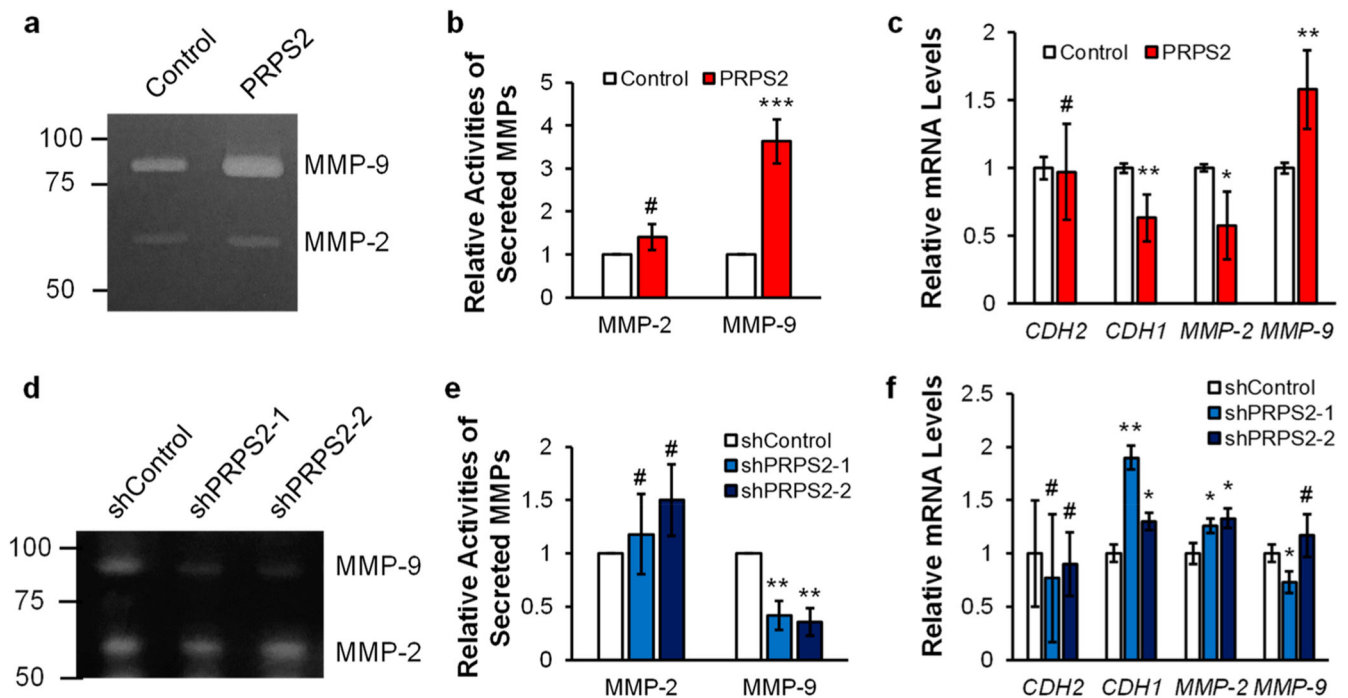 a
Control
PRPS2
100
75
50
MMP-9
MMP-2
b
Relative Activities of
Secreted MMPs
Control PRPS2
5
4
3
2
1
0
#
***
MMP-2 MMP-9
c
Relative mRNA Levels
Control PRPS2
2
1.5
1
0.5
0
#
**
*
**
CDH2 CDH1 MMP-2 MMP-9
d
shControl
shPRPS2-1
shPRPS2-2
100
75
50
MMP-9
MMP-2
e
Relative Activities of
Secreted MMPs
shControl
shPRPS2-1
shPRPS2-2
2
1.5
1
0.5
0
#
#
**
**
MMP-2 MMP-9
f
Relative mRNA Levels
shControl
shPRPS2-1
shPRPS2-2
2.5
2
1.5
1
0.5
0
#
#
**
*
*
*
*
#
CDH2 CDH1 MMP-2 MMP-9